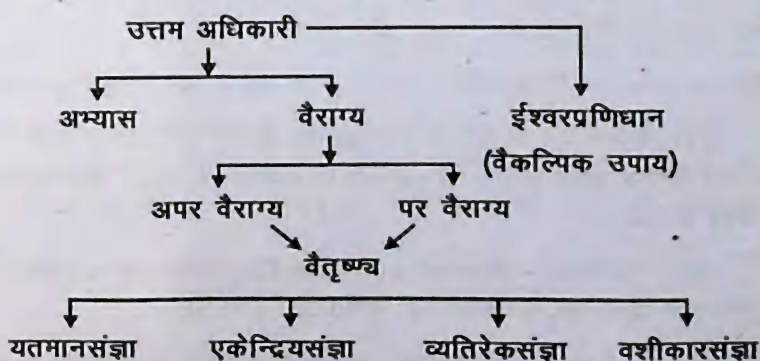 उत्तम अधिकारी
अभ्यास वैराग्य ईश्वरप्रणिधान
(वैकल्पिक उपाय)
अपर वैराग्य पर वैराग्य
वैतृष्ण्य
यतमानसंज्ञा एकेन्द्रियसंज्ञा व्यतिरेकसंज्ञा वशीकारसंज्ञा